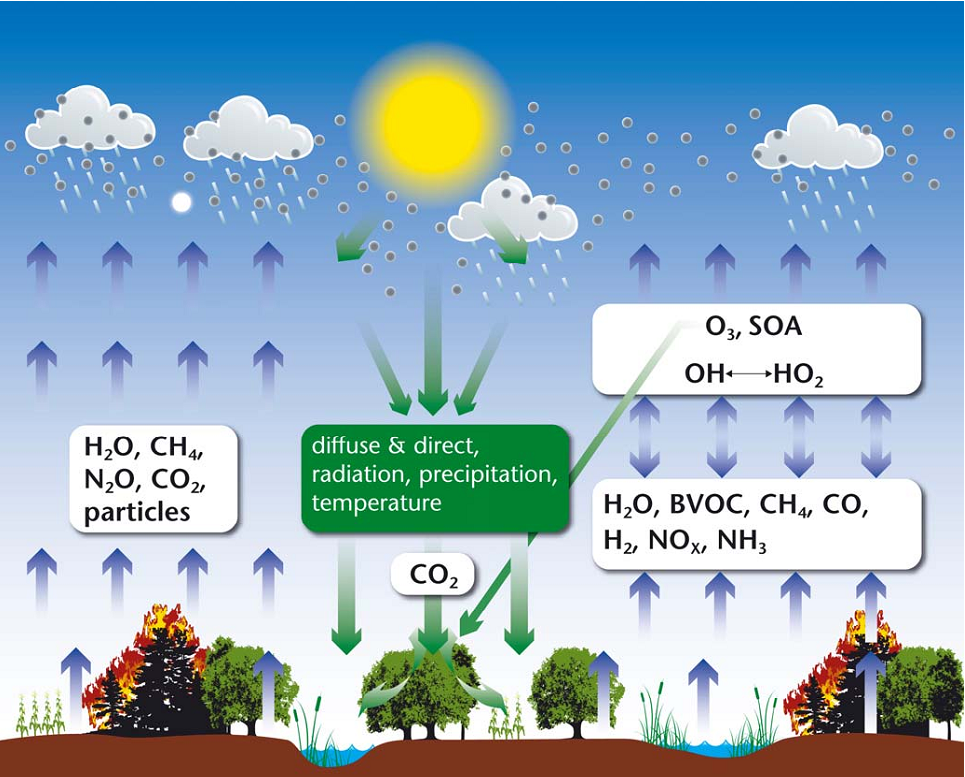 O₃, SOA
OH↔HO₂
H₂O, CH₄,
N₂O, CO₂,
particles
diffuse & direct,
radiation, precipitation,
temperature
H₂O, BVOC, CH₄, CO,
H₂, NOₓ, NH₃
CO₂